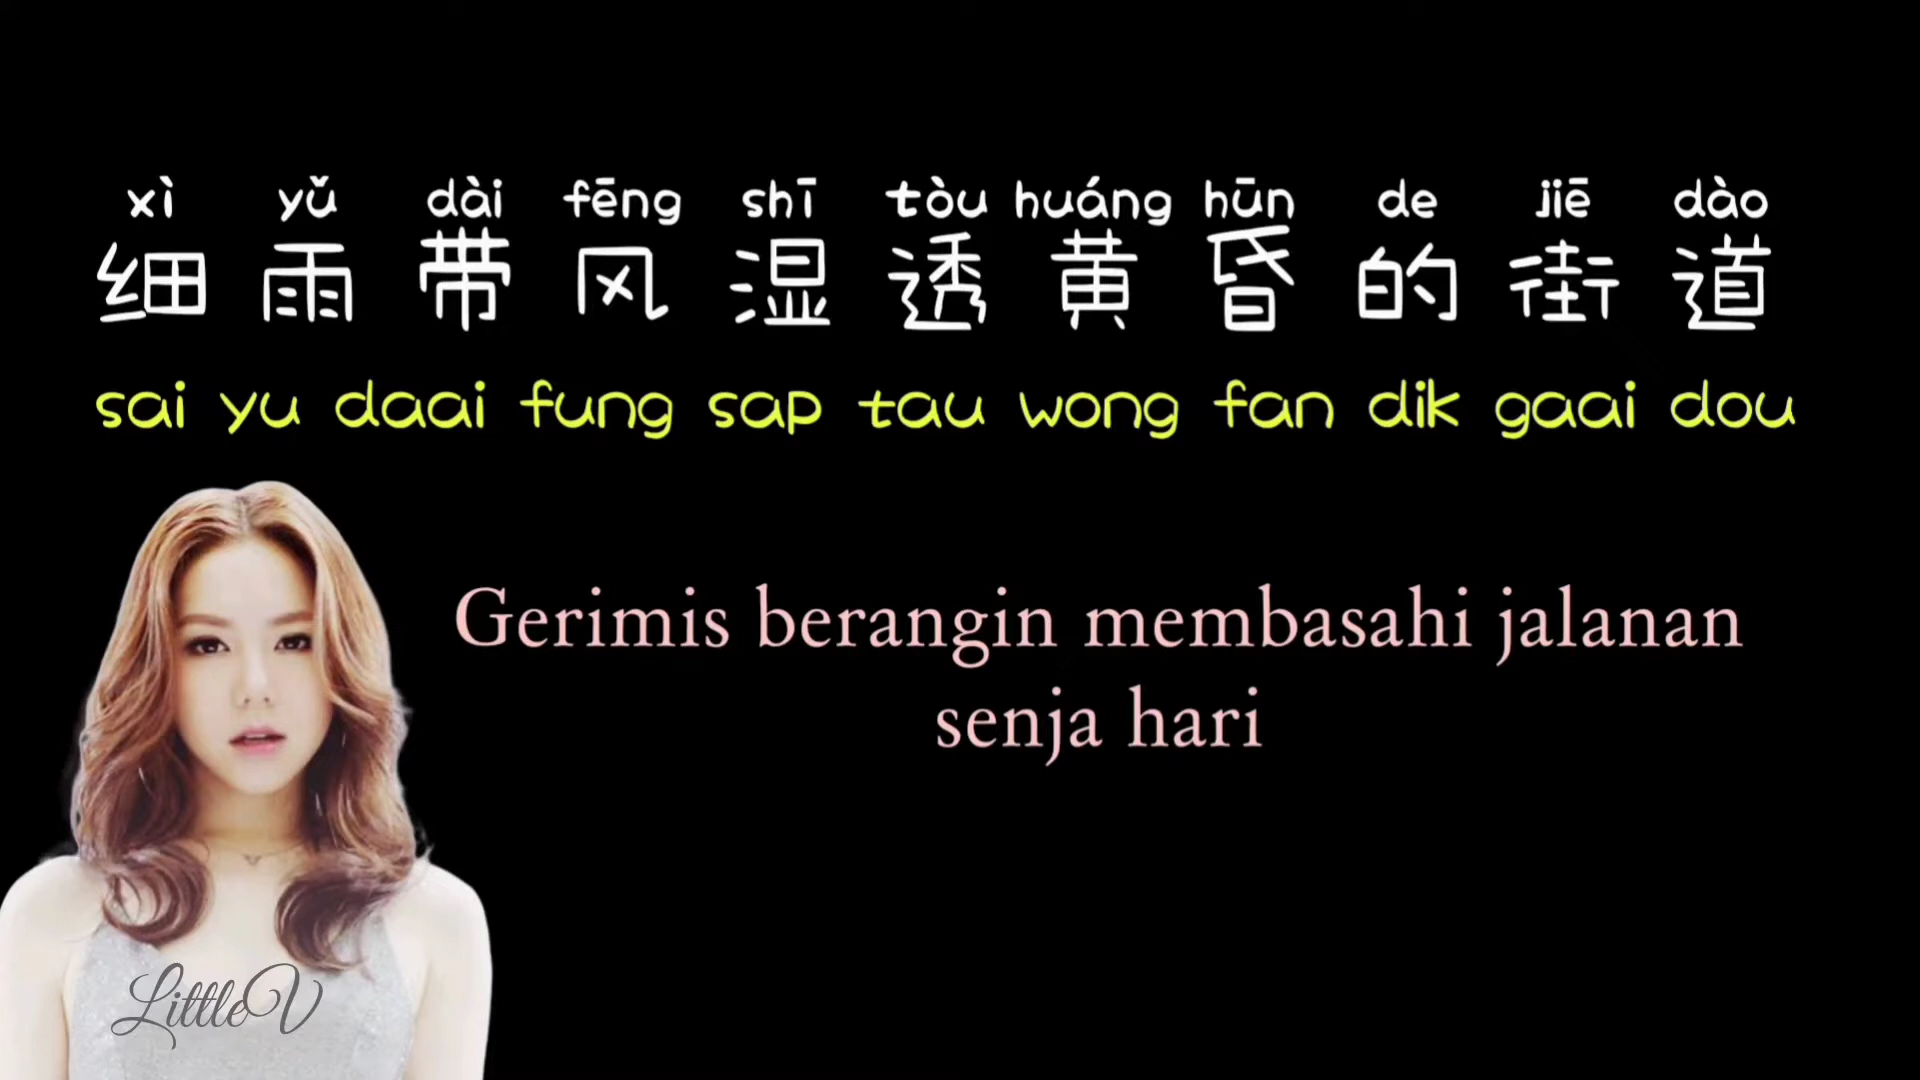 xì yǔ dài fēng shī tòu huáng hūn de jiē dào
细雨带风湿透黄昏的街道
sai yu daai fung sap tau wong fan dik gaai dou
Gerimis berangin membasahi jalanan
senja hari
LittleV